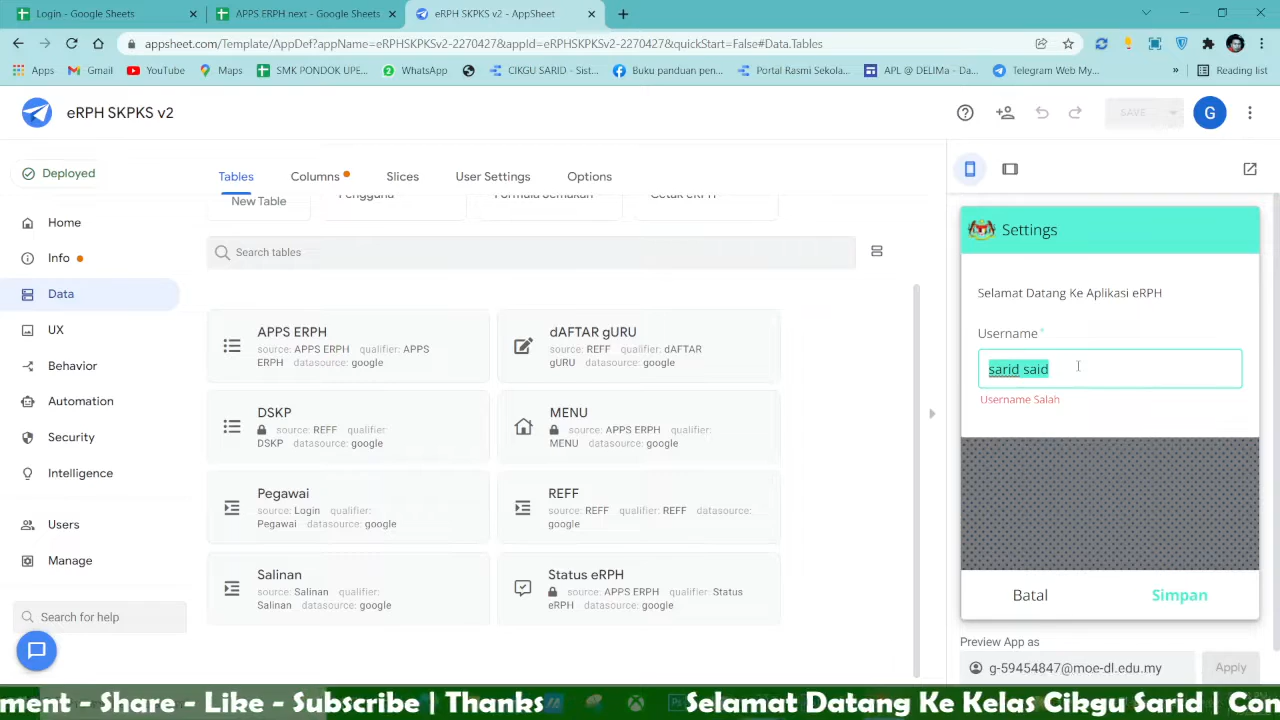 Login - Google Sheets
APPS ERPH next - Google Sheets
eRPH SKPKS v2 - AppSheet
appsheet.com/Template/AppDef?appName=eRPHSKPKSv2-2270427&appId=eRPHSKPKSv2-2270427&quickStart=False#Data.Tables
Apps
Gmail
YouTube
Maps
SMK PONDOK UPE...
WhatsApp
CIKGU SARID - Sist...
Buku panduan pen...
Portal Rasmi Sekola...
APL @ DELIMa - Da...
Telegram Web My...
»
Reading list
eRPH SKPKS v2
SAVE
G
Deployed
Tables
Columns
Slices
User Settings
Options
Home
Info
Data
UX
Behavior
Automation
Security
Intelligence
Users
Manage
Search for help
New Table
Pengguna
Formula Semakan
Cetak eRPH
Search tables
APPS ERPH
source: APPS ERPH qualifier: APPS
ERPH datasource: google
dAFTAR gURU
source: REFF qualifier: dAFTAR
gURU datasource: google
DSKP
source: REFF qualifier:
DSKP datasource: google
MENU
source: APPS ERPH qualifier:
MENU datasource: google
Pegawai
source: Login qualifier:
Pegawai datasource: google
REFF
source: REFF qualifier: REFF datasource:
google
Salinan
source: Salinan qualifier:
Salinan datasource: google
Status eRPH
source: APPS ERPH qualifier: Status
eRPH datasource: google
Settings
Selamat Datang Ke Aplikasi eRPH
Username*
sarid said
Username Salah
Batal
Simpan
Preview App as
g-59454847@moe-dl.edu.my
Apply
ment - Share - Like - Subscribe | Thanks
Selamat Datang Ke Kelas Cikgu Sarid | Con